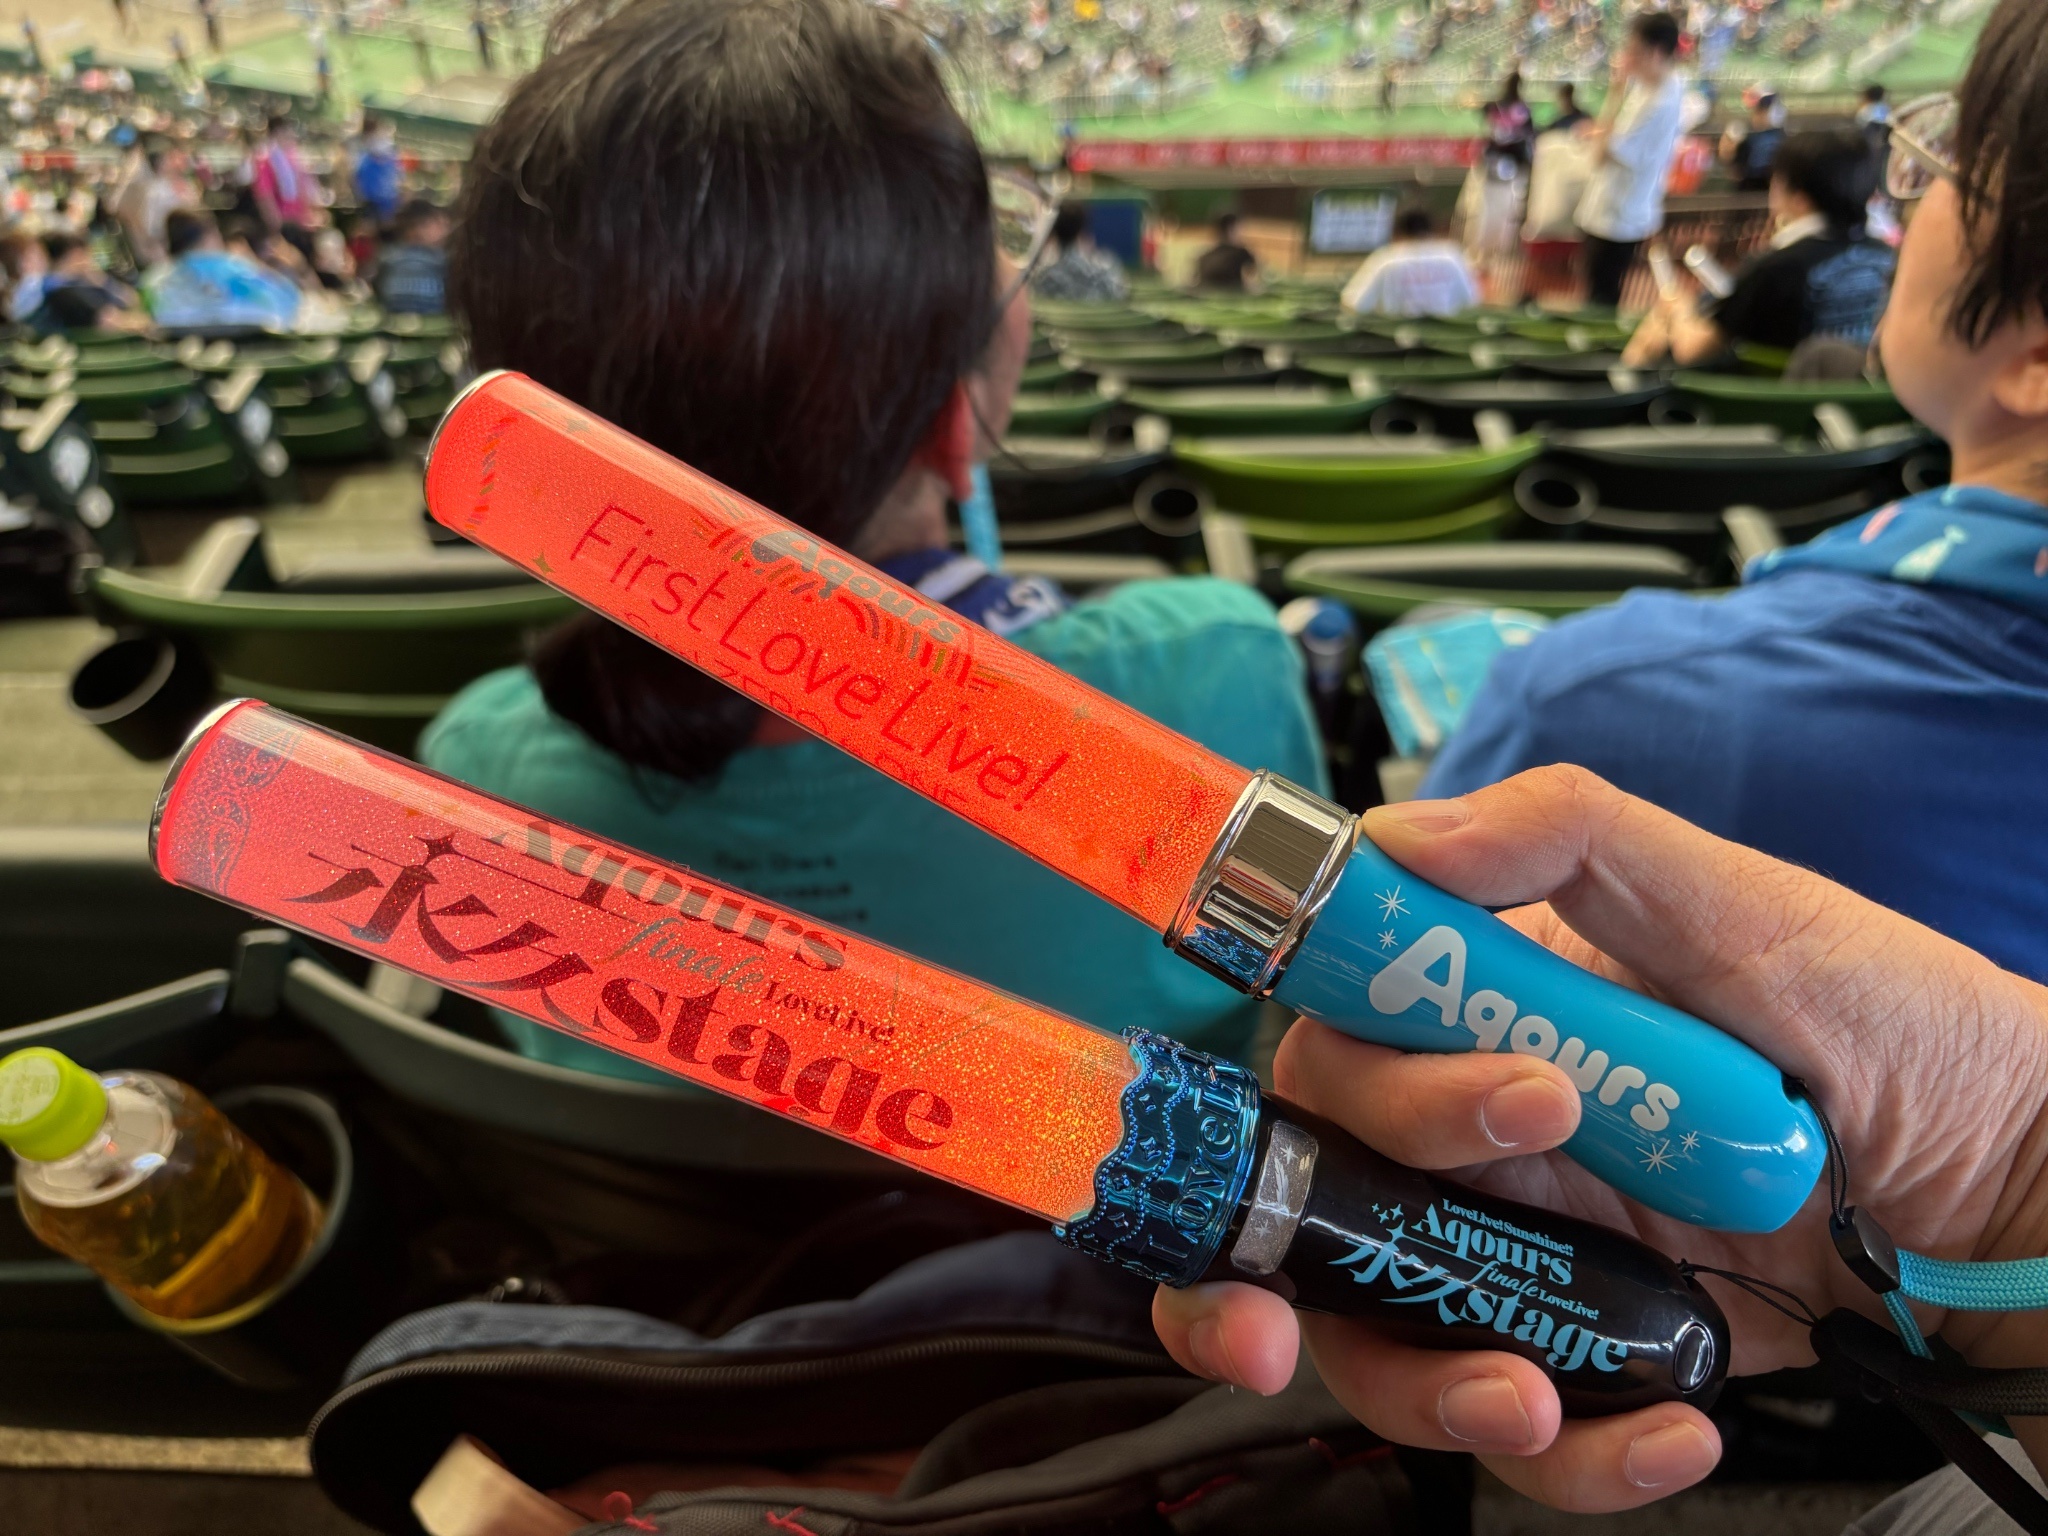 Aqours
First Love Live!
Aqours
Aqours
finale LoveLive!
永久stage
LOVELI
LoveLive! Sunshine!!
Aqours
finale LoveLive!
永久stage